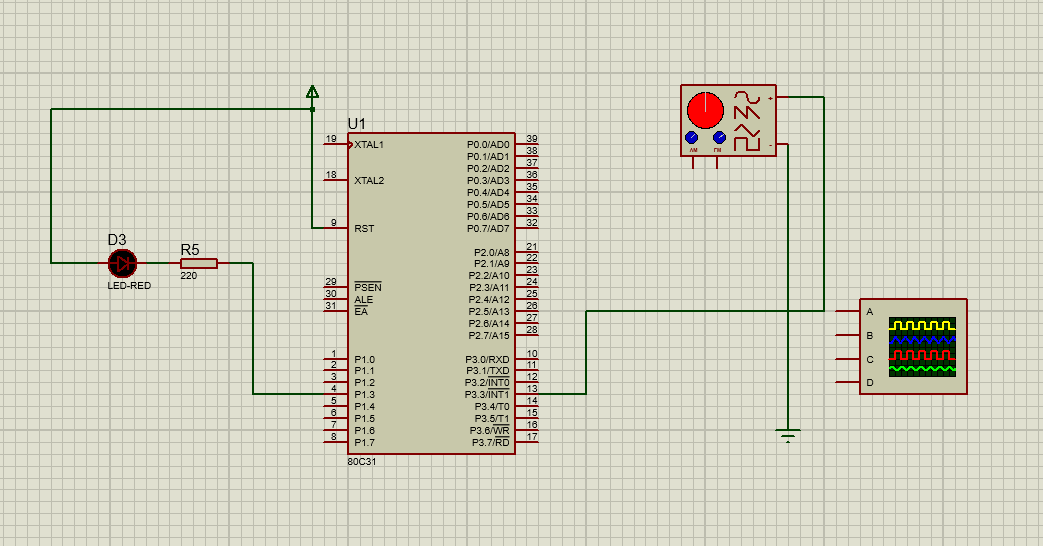 U1
19 XTAL1
18 XTAL2
9 RST
29 PSEN
30 ALE
31 EA
1 P1.0
2 P1.1
3 P1.2
4 P1.3
5 P1.4
6 P1.5
7 P1.6
8 P1.7
P0.0/AD0 39
P0.1/AD1 38
P0.2/AD2 37
P0.3/AD3 36
P0.4/AD4 35
P0.5/AD5 34
P0.6/AD6 33
P0.7/AD7 32
P2.0/A8 21
P2.1/A9 22
P2.2/A10 23
P2.3/A11 24
P2.4/A12 25
P2.5/A13 26
P2.6/A14 27
P2.7/A15 28
P3.0/RXD 10
P3.1/TXD 11
P3.2/INT0 12
P3.3/INT1 13
P3.4/T0 14
P3.5/T1 15
P3.6/WR 16
P3.7/RD 17
80C31
D3
LED-RED
R5
220
+
-
AM FM
A
B
C
D